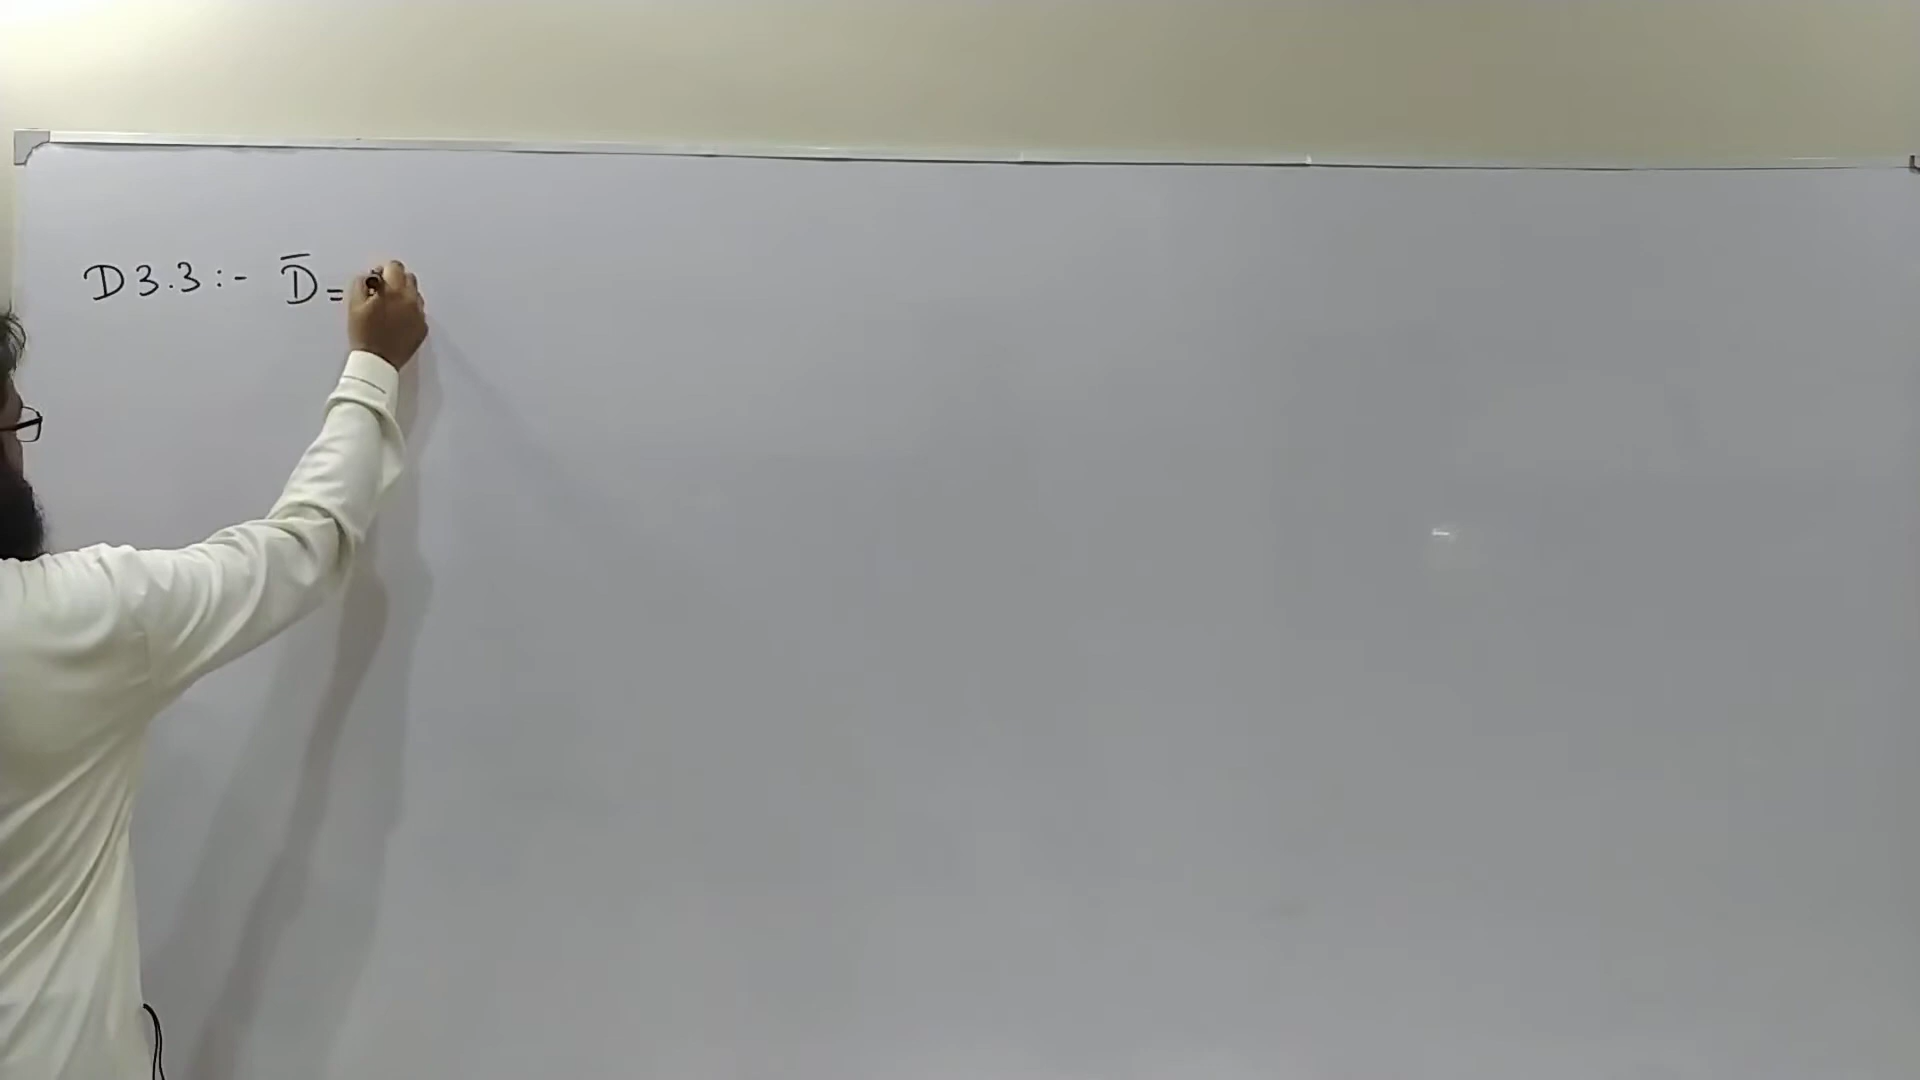 D3.3:- D̅ =